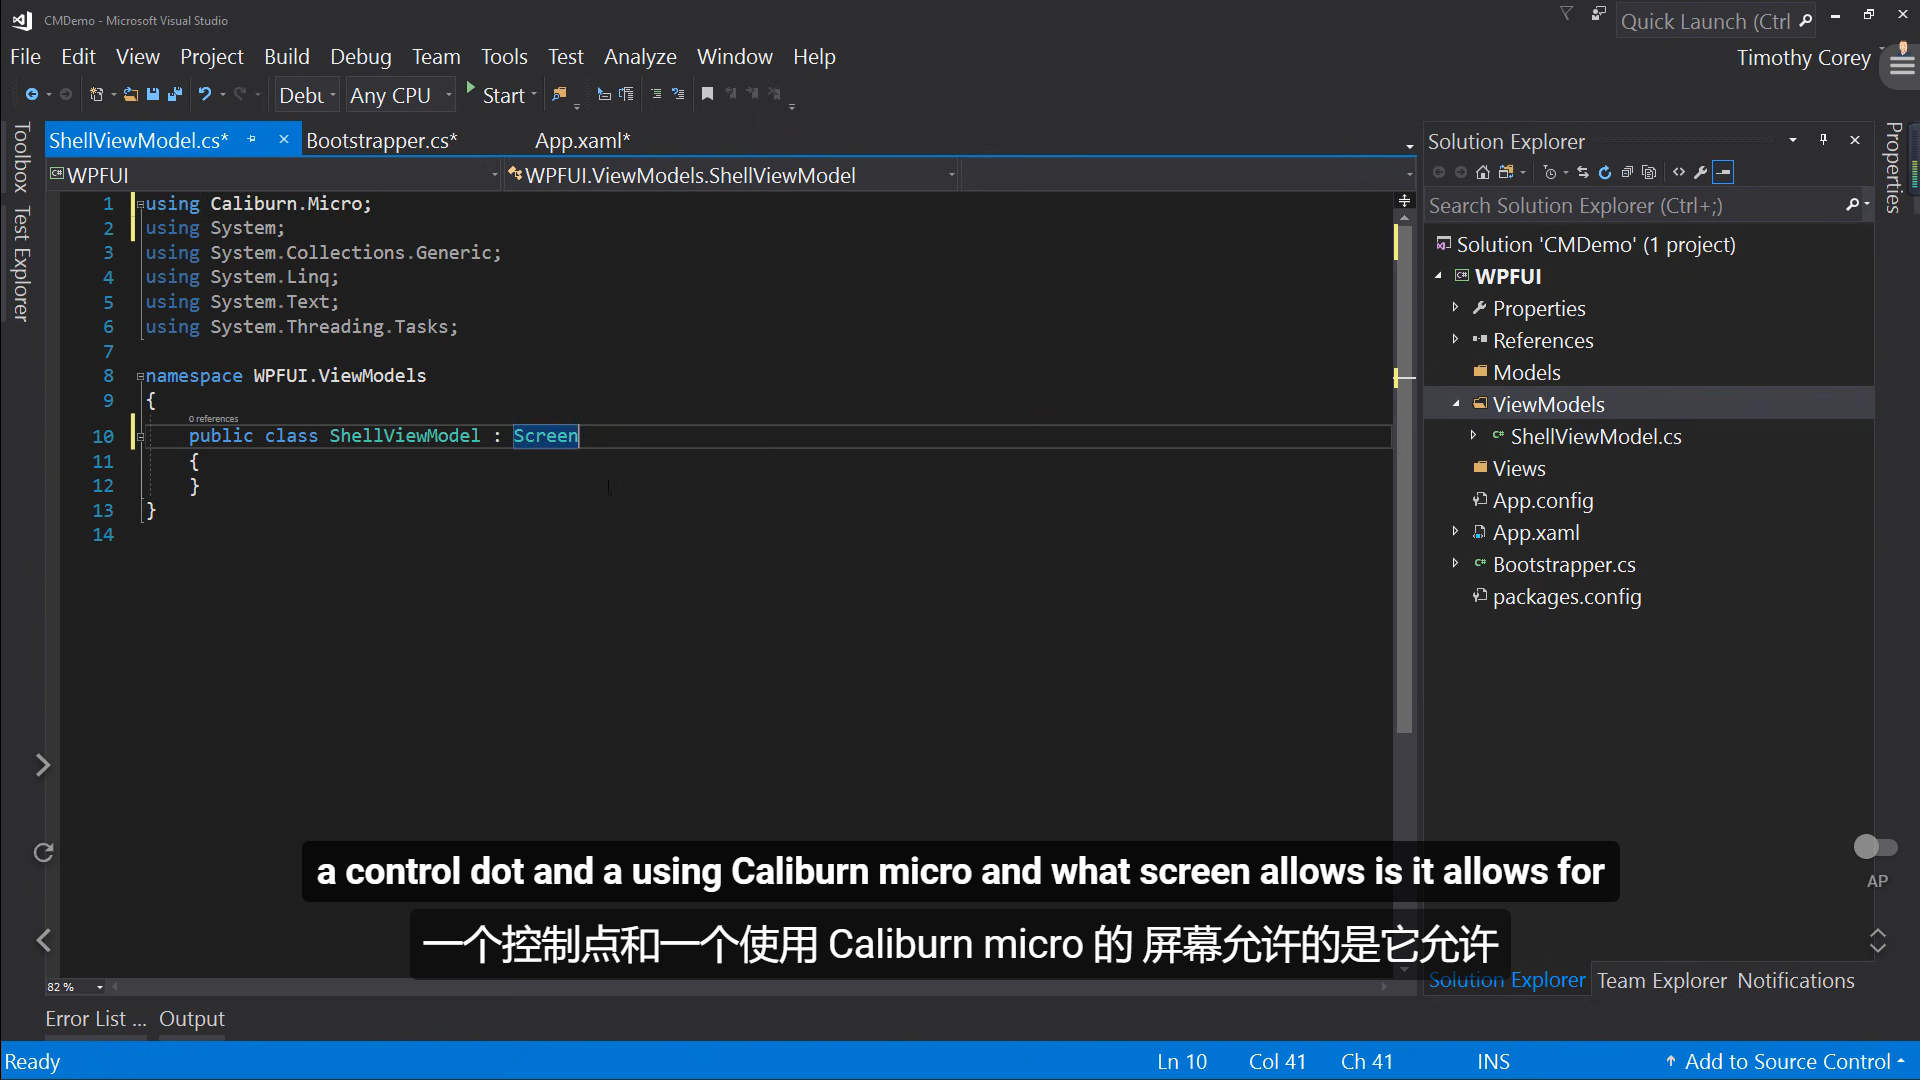 CMDemo - Microsoft Visual Studio
Quick Launch (Ctrl
File Edit View Project Build Debug Team Tools Test Analyze Window Help
Timothy Corey
Debu Any CPU Start
Toolbox
Test Explorer
ShellViewModel.cs* Bootstrapper.cs* App.xaml*
WPFUI WPFUI.ViewModels.ShellViewModel
1 using Caliburn.Micro;
2 using System;
3 using System.Collections.Generic;
4 using System.Linq;
5 using System.Text;
6 using System.Threading.Tasks;
7
8 namespace WPFUI.ViewModels
9 {
0 references
10 public class ShellViewModel : Screen
11 {
12 }
13 }
14
Solution Explorer
Properties
Search Solution Explorer (Ctrl+;)
Solution 'CMDemo' (1 project)
WPFUI
Properties
References
Models
ViewModels
ShellViewModel.cs
Views
App.config
App.xaml
Bootstrapper.cs
packages.config
AP
a control dot and a using Caliburn micro and what screen allows is it allows for
一个控制点和一个使用 Caliburn micro 的 屏幕允许的是它允许
82 %
Solution Explorer Team Explorer Notifications
Error List ... Output
Ready Ln 10 Col 41 Ch 41 INS Add to Source Control